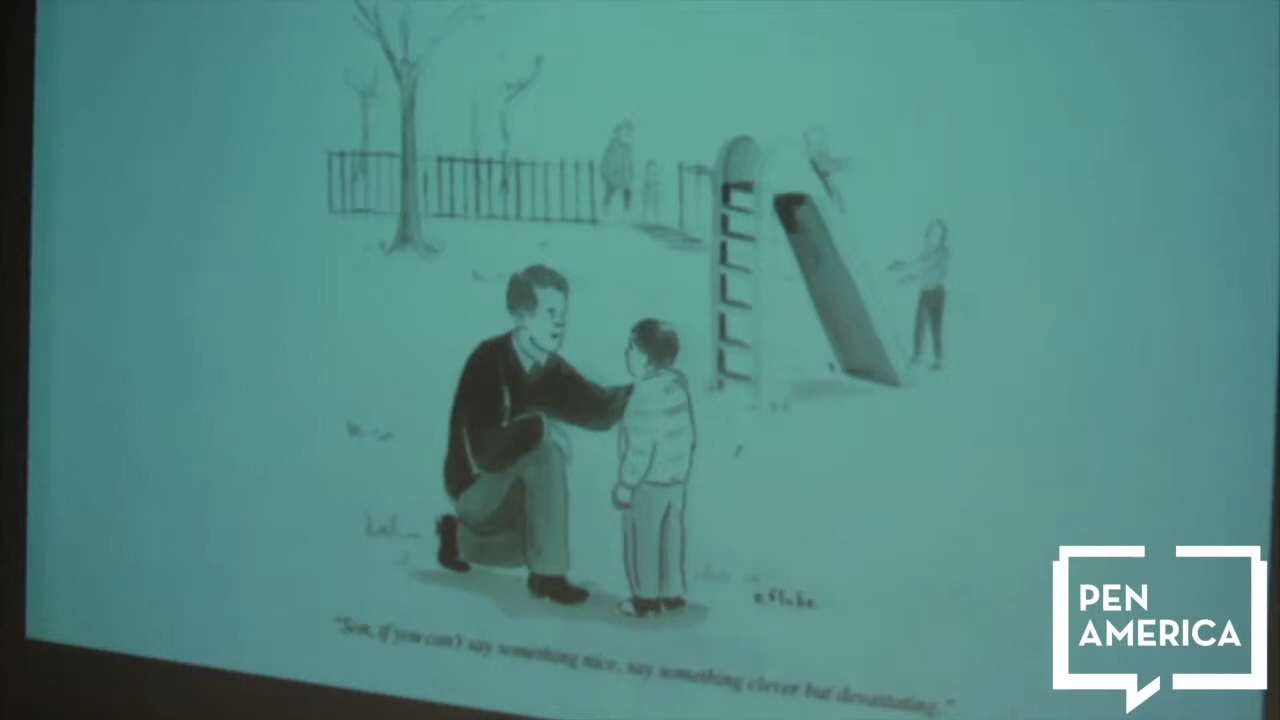 "Son, if you can't say something nice, say something clever but devastating."
PEN
AMERICA